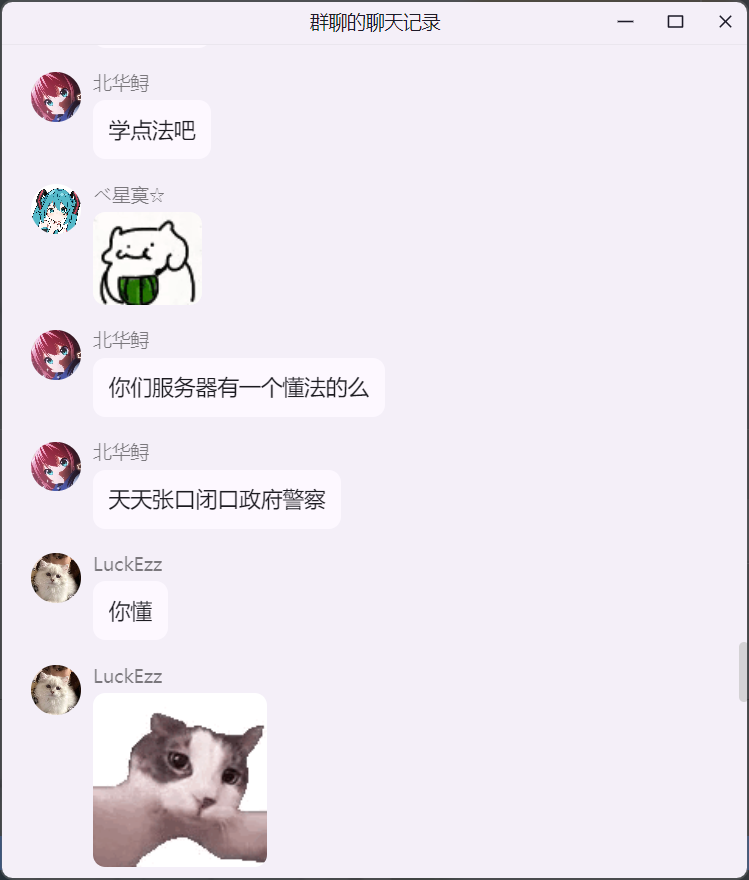 群聊的聊天记录
北华鲟
学点法吧
べ星寞☆
北华鲟
你们服务器有一个懂法的么
北华鲟
天天张口闭口政府警察
LuckEzz
你懂
LuckEzz